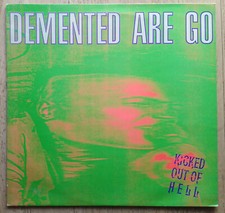 DEMENTED ARE GO
KICKED
OUT OF
HELL